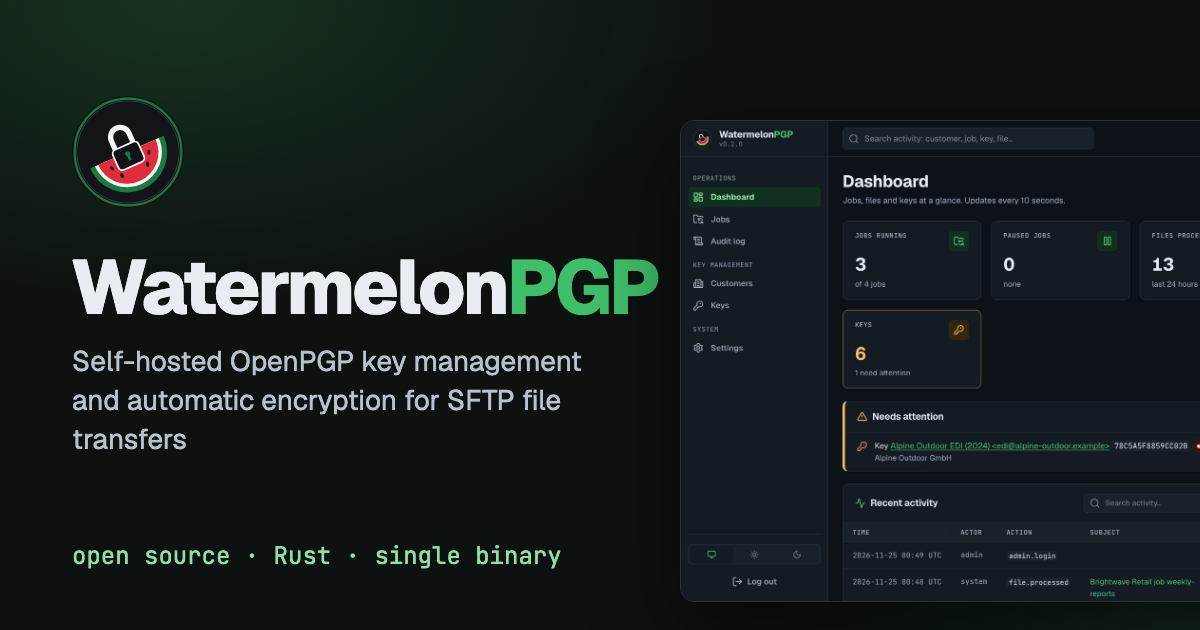 WatermelonPGP
Self-hosted OpenPGP key management
and automatic encryption for SFTP file
transfers
open source · Rust · single binary
WatermelonPGP
v0.2.0
OPERATIONS
Dashboard
Jobs
Audit log
KEY MANAGEMENT
Customers
Keys
SYSTEM
Settings
Log out
Search activity: customer, job, key, file...
Dashboard
Jobs, files and keys at a glance. Updates every 10 seconds.
JOBS RUNNING
3
of 4 jobs
PAUSED JOBS
0
none
FILES PROCE
13
last 24 hours
KEYS
6
1 need attention
Needs attention
Key Alpine Outdoor EDI (2024) <edi@alpine-outdoor.example> 78C5A5F8859CC02B
Alpine Outdoor GmbH
Recent activity
Search activity...
TIME ACTOR ACTION SUBJECT
2026-11-25 80:49 UTC admin admin.login
2026-11-25 80:48 UTC system file.processed Brightwave Retail job weekly-
reports